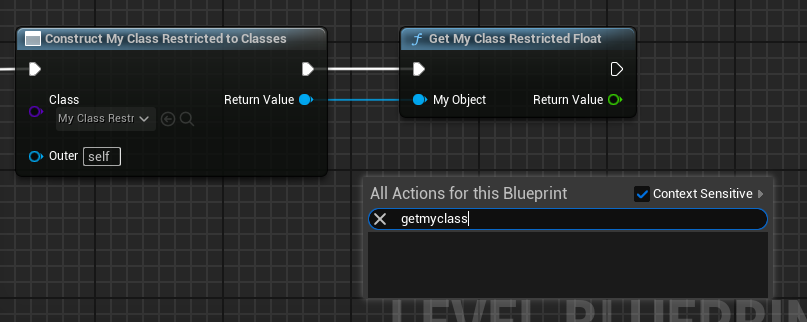 Construct My Class Restricted to Classes
Class
My Class Restr
Return Value
Outer
self
Get My Class Restricted Float
My Object
Return Value
All Actions for this Blueprint
Context Sensitive
getmyclass
LEVEL BLUEPRIN